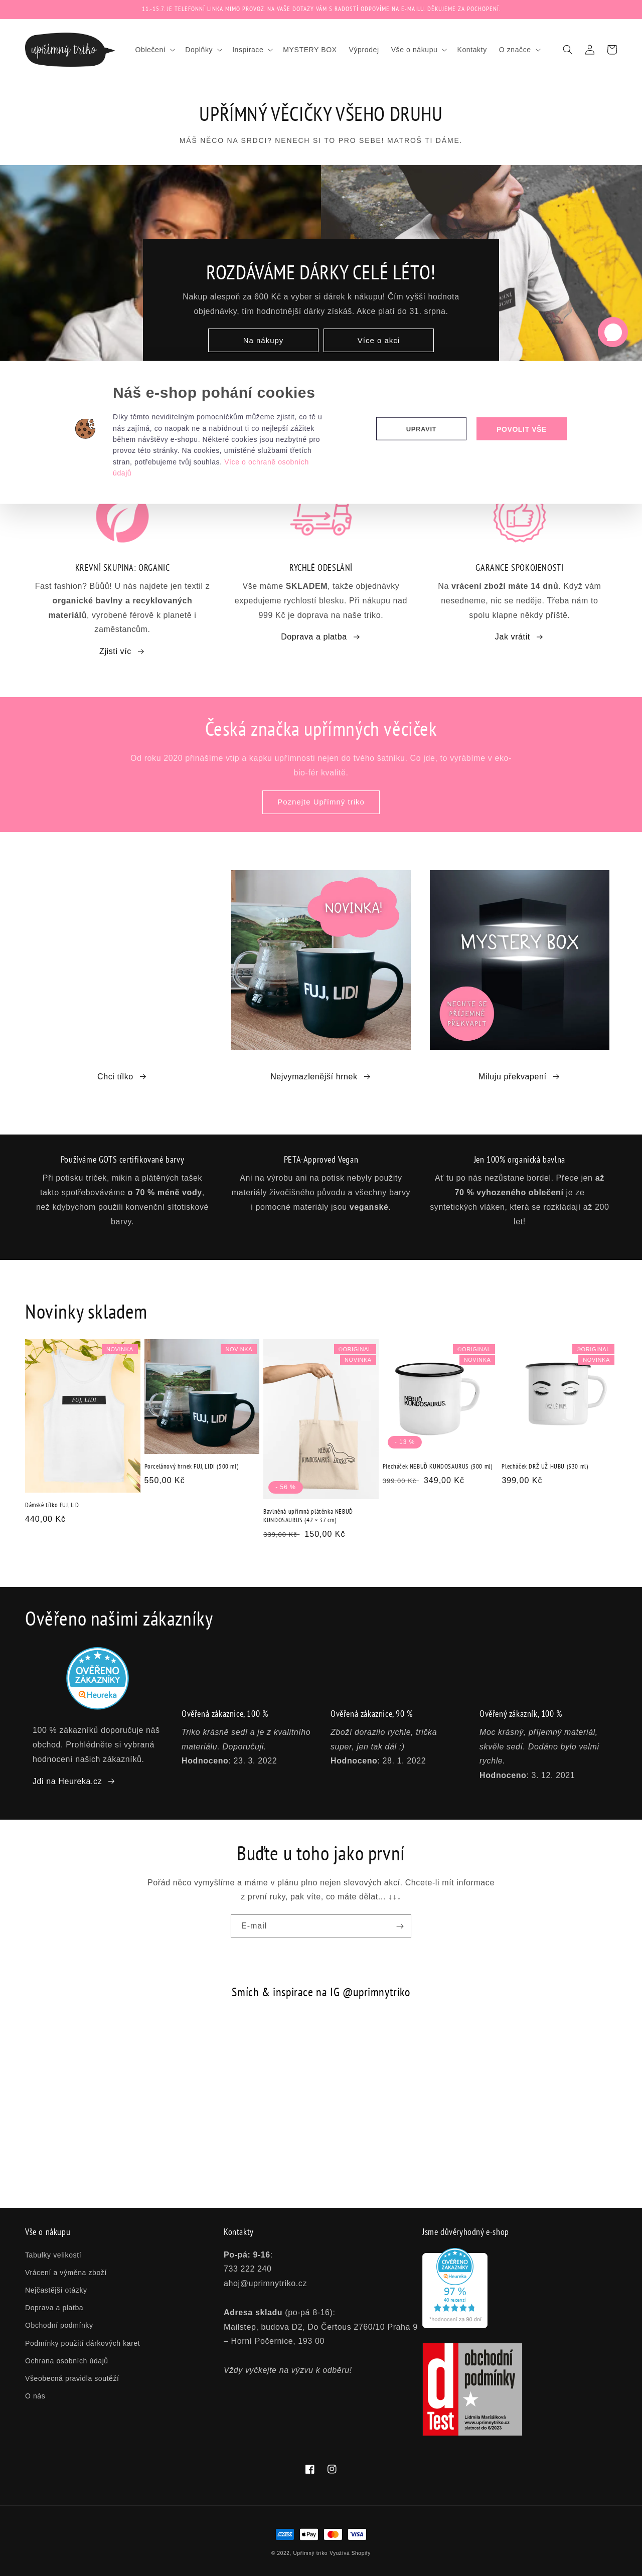 11.-13.7. JE TELEFONNÍ LINKA MIMO PROVOZ. NA VAŠE DOTAZY VÁM S RADOSTÍ ODPOVÍME NA E-MAILU. DĚKUJEME ZA POCHOPENÍ.
upřímný triko
Oblečení
Doplňky
Inspirace
MYSTERY BOX
Výprodej
Vše o nákupu
Kontakty
O značce
UPŘÍMNÝ VĚCIČKY VŠEHO DRUHU
MÁŠ NĚCO NA SRDCI? NENECH SI TO PRO SEBE! MATROŠ TI DÁME.
ROZDÁVÁME DÁRKY CELÉ LÉTO!
Nakup alespoň za 600 Kč a vyber si dárek k nákupu! Čím vyšší hodnota
objednávky, tím hodnotnější dárky získáš. Akce platí do 31. srpna.
Na nákupy
Více o akci
Náš e-shop pohání cookies
Díky těmto neviditelným pomocníčkům můžeme zjistit, co tě u
nás zajímá, co naopak ne a nabídnout ti co nejlepší zážitek
během návštěvy e-shopu. Některé cookies jsou nezbytné pro
provoz této stránky. Na cookies, umístěné službami třetích
stran, potřebujeme tvůj souhlas. Více o ochraně osobních
údajů
UPRAVIT
POVOLIT VŠE
KREVNÍ SKUPINA: ORGANIC
Fast fashion? Bůůů! U nás najdete jen textil z
organické bavlny a recyklovaných
materiálů, vyrobené férově k planetě i
zaměstancům.
Zjisti víc
RYCHLÉ ODESLÁNÍ
Vše máme SKLADEM, takže objednávky
expedujeme rychlostí blesku. Při nákupu nad
999 Kč je doprava na naše triko.
Doprava a platba
GARANCE SPOKOJENOSTI
Na vrácení zboží máte 14 dnů. Když vám
nesedneme, nic se neděje. Třeba nám to
spolu klapne někdy příště.
Jak vrátit
Česká značka upřímných věciček
Od roku 2020 přinášíme vtip a kapku upřímnosti nejen do tvého šatníku. Co jde, to vyrábíme v eko-
bio-fér kvalitě.
Poznejte Upřímný triko
NOVINKA!
FUJ, LIDI
MYSTERY BOX
NECHTE SE
PŘÍJEMNĚ
PŘEKVAPIT
Chci tílko
Nejvymazlenější hrnek
Miluju překvapení
Používáme GOTS certifikované barvy
Při potisku triček, mikin a plátěných tašek
takto spotřebováváme o 70 % méně vody,
než kdybychom použili konvenční sítotiskové
barvy.
PETA-Approved Vegan
Ani na výrobu ani na potisk nebyly použity
materiály živočišného původu a všechny barvy
i pomocné materiály jsou veganské.
Jen 100% organická bavlna
Ať tu po nás nezůstane bordel. Přece jen až
70 % vyhozeného oblečení je ze
syntetických vláken, která se rozkládají až 200
let!
Novinky skladem
NOVINKA
FUJ, LIDI
Dámské tílko FUJ, LIDI
440,00 Kč
NOVINKA
FUJ, LIDI
Porcelánový hrnek FUJ, LIDI (500 ml)
550,00 Kč
©ORIGINAL
NOVINKA
NEBUĎ
KUNDOSAURUS.
- 56 %
Bavlněná upřímná plátěnka NEBUĎ
KUNDOSAURUS (42 × 37 cm)
339,00 Kč 150,00 Kč
©ORIGINAL
NOVINKA
NEBUĎ
KUNDOSAURUS.
- 13 %
Plecháček NEBUĎ KUNDOSAURUS (300 ml)
399,00 Kč 349,00 Kč
©ORIGINAL
NOVINKA
DRŽ UŽ HUBU
Plecháček DRŽ UŽ HUBU (330 ml)
399,00 Kč
Ověřeno našimi zákazníky
OVĚŘENO
ZÁKAZNÍKY
Heureka
100 % zákazníků doporučuje náš
obchod. Prohlédněte si vybraná
hodnocení našich zákazníků.
Jdi na Heureka.cz
Ověřená zákaznice, 100 %
Triko krásně sedí a je z kvalitního
materiálu. Doporučuji.
Hodnoceno: 23. 3. 2022
Ověřená zákaznice, 90 %
Zboží dorazilo rychle, trička
super, jen tak dál :)
Hodnoceno: 28. 1. 2022
Ověřený zákazník, 100 %
Moc krásný, příjemný materiál,
skvěle sedí. Dodáno bylo velmi
rychle.
Hodnoceno: 3. 12. 2021
Buďte u toho jako první
Pořád něco vymýšlíme a máme v plánu plno nejen slevových akcí. Chcete-li mít informace
z první ruky, pak víte, co máte dělat... ↓↓↓
E-mail
Smích & inspirace na IG @uprimnytriko
Vše o nákupu
Tabulky velikostí
Vrácení a výměna zboží
Nejčastější otázky
Doprava a platba
Obchodní podmínky
Podmínky použití dárkových karet
Ochrana osobních údajů
Všeobecná pravidla soutěží
O nás
Kontakty
Po-pá: 9-16:
733 222 240
ahoj@uprimnytriko.cz
Adresa skladu (po-pá 8-16):
Mailstep, budova D2, Do Čertous 2760/10 Praha 9
– Horní Počernice, 193 00
Vždy vyčkejte na výzvu k odběru!
Jsme důvěryhodný e-shop
OVĚŘENO
ZÁKAZNÍKY
Heureka
97 %
40 recenzí
*hodnocení za 90 dní
dTest
obchodní
podmínky
Lidmila Maršálková
www.uprimnytriko.cz
platnost do 6/2023
AMERICAN EXPRESS
Pay
VISA
© 2022, Upřímný triko Využívá Shopify